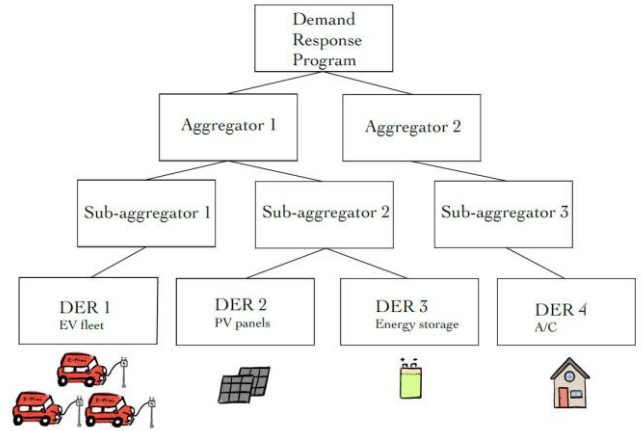 Demand
Response
Program
Aggregator 1
Aggregator 2
Sub-aggregator 1
Sub-aggregator 2
Sub-aggregator 3
DER 1
EV fleet
DER 2
PV panels
DER 3
Energy storage
DER 4
A/C